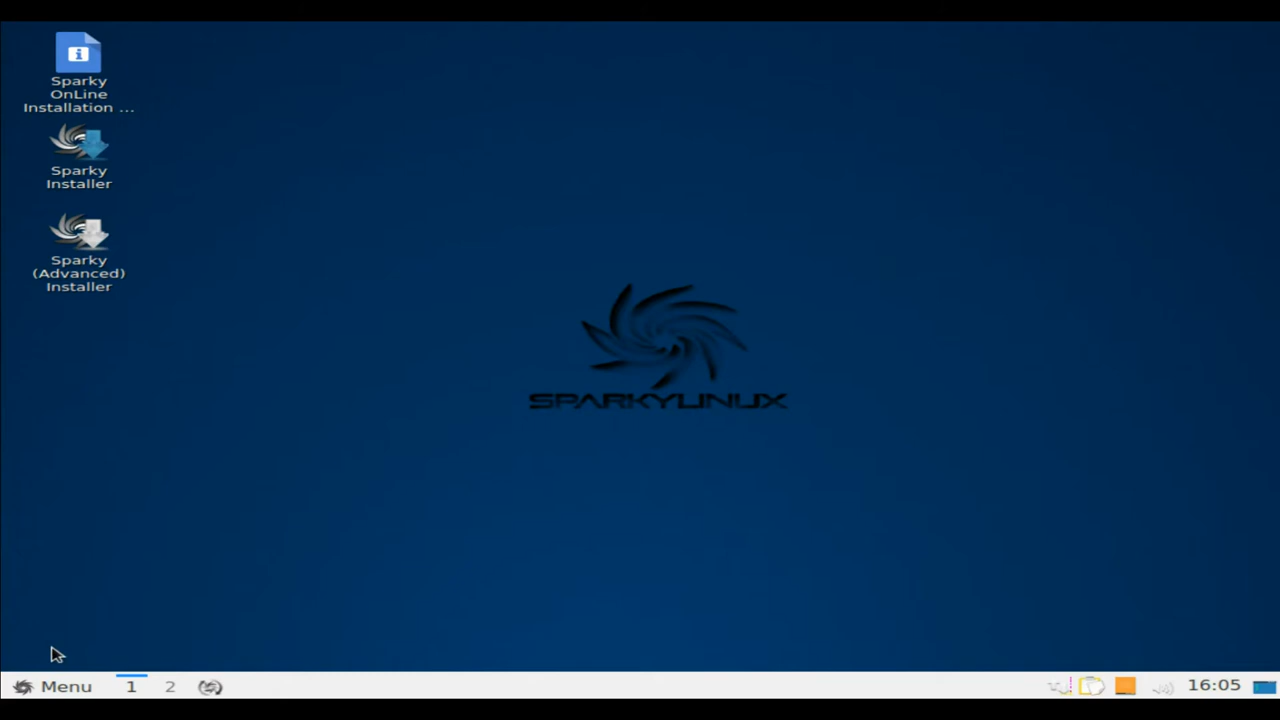 Sparky
OnLine
Installation ...
Sparky
Installer
Sparky
(Advanced)
Installer
SPARKYLINUX
Menu
1
2
16:05